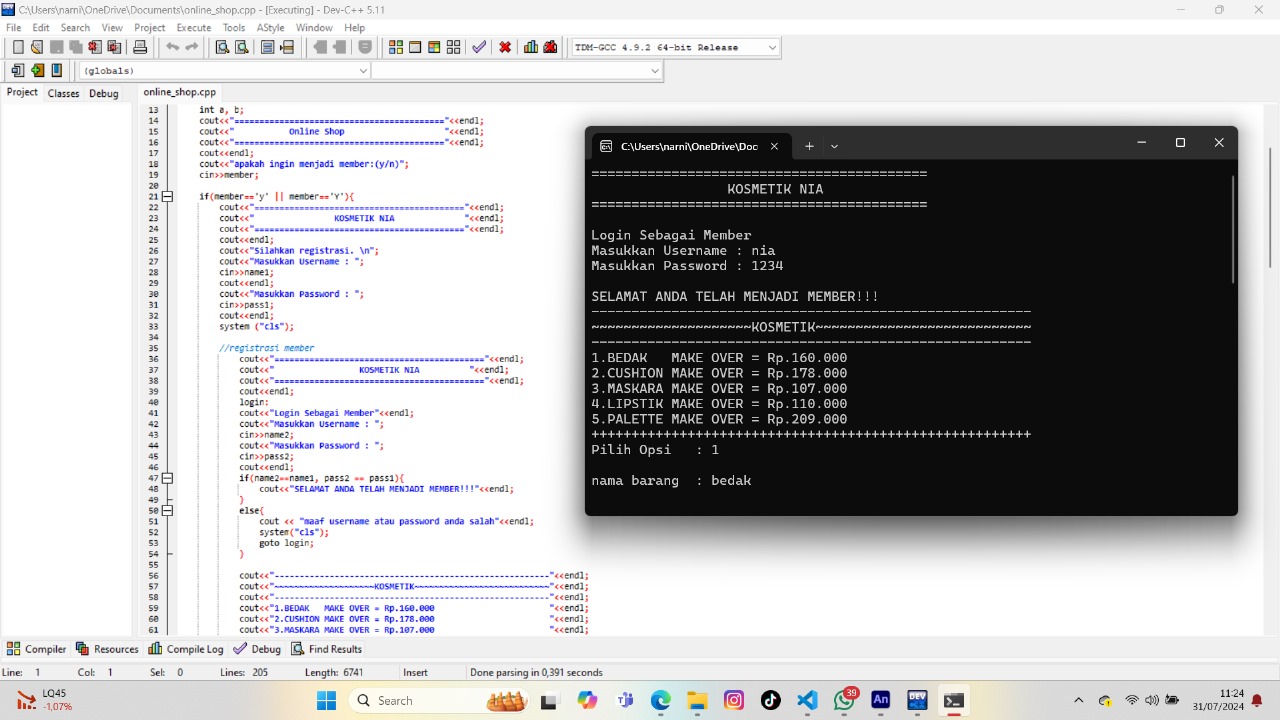 C:\Users\narni\OneDrive\Documents\online_shop.cpp - [Executing] - Dev-C++ 5.11
File Edit Search View Project Execute Tools AStyle Window Help
TDM-GCC 4.9.2 64-bit Release
(globals)
Project Classes Debug
online_shop.cpp
13 int a, b;
14 cout<<"=========================================="<<endl;
15 cout<<" Online Shop "<<endl;
16 cout<<"=========================================="<<endl;
17 cout<<endl;
18 cout<<"apakah ingin menjadi member:(y/n)";
19 cin>>member;
20
21 if(member=='y' || member=='Y'){
22 cout<<"=========================================="<<endl;
23 cout<<" KOSMETIK NIA "<<endl;
24 cout<<"=========================================="<<endl;
25 cout<<endl;
26 cout<<"Silahkan registrasi. \n";
27 cout<<"Masukkan Username : ";
28 cin>>name1;
29 cout<<endl;
30 cout<<"Masukkan Password : ";
31 cin>>pass1;
32 cout<<endl;
33 system ("cls");
34
35 //registrasi member
36 cout<<"=========================================="<<endl;
37 cout<<" KOSMETIK NIA "<<endl;
38 cout<<"=========================================="<<endl;
39 cout<<endl;
40 login:
41 cout<<"Login Sebagai Member"<<endl;
42 cout<<"Masukkan Username : ";
43 cin>>name2;
44 cout<<"Masukkan Password : ";
45 cin>>pass2;
46 cout<<endl;
47 if(name2==name1, pass2 == pass1){
48 cout<<"SELAMAT ANDA TELAH MENJADI MEMBER!!!"<<endl;
49 }
50 else{
51 cout << "maaf username atau password anda salah"<<endl;
52 system("cls");
53 goto login;
54 }
55
56 cout<<"-------------------------------------------------------"<<endl;
57 cout<<"~~~~~~~~~~~~~~~~~~~~KOSMETIK~~~~~~~~~~~~~~~~~~~~~~~~~~~"<<endl;
58 cout<<"-------------------------------------------------------"<<endl;
59 cout<<"1.BEDAK MAKE OVER = Rp.160.000 "<<endl;
60 cout<<"2.CUSHION MAKE OVER = Rp.178.000 "<<endl;
61 cout<<"3.MASKARA MAKE OVER = Rp.107.000 "<<endl;
C:\Users\narni\OneDrive\Doc
==========================================
KOSMETIK NIA
==========================================
Login Sebagai Member
Masukkan Username : nia
Masukkan Password : 1234
SELAMAT ANDA TELAH MENJADI MEMBER!!!
-------------------------------------------------------
~~~~~~~~~~~~~~~~~~~~KOSMETIK~~~~~~~~~~~~~~~~~~~~~~~~~~~
-------------------------------------------------------
1.BEDAK MAKE OVER = Rp.160.000
2.CUSHION MAKE OVER = Rp.178.000
3.MASKARA MAKE OVER = Rp.107.000
4.LIPSTIK MAKE OVER = Rp.110.000
5.PALETTE MAKE OVER = Rp.209.000
+++++++++++++++++++++++++++++++++++++++++++++++++++++++
Pilih Opsi : 1
nama barang : bedak
Compiler Resources Compile Log Debug Find Results
Line: 1 Col: 1 Sel: 0 Lines: 205 Length: 6741 Insert Done parsing in 0,391 seconds
LQ45
-1,07%
Search
39
An
DEV
11:24
31/07/2024